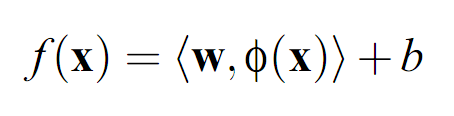 f(x) = ⟨w, ϕ(x)⟩ + b